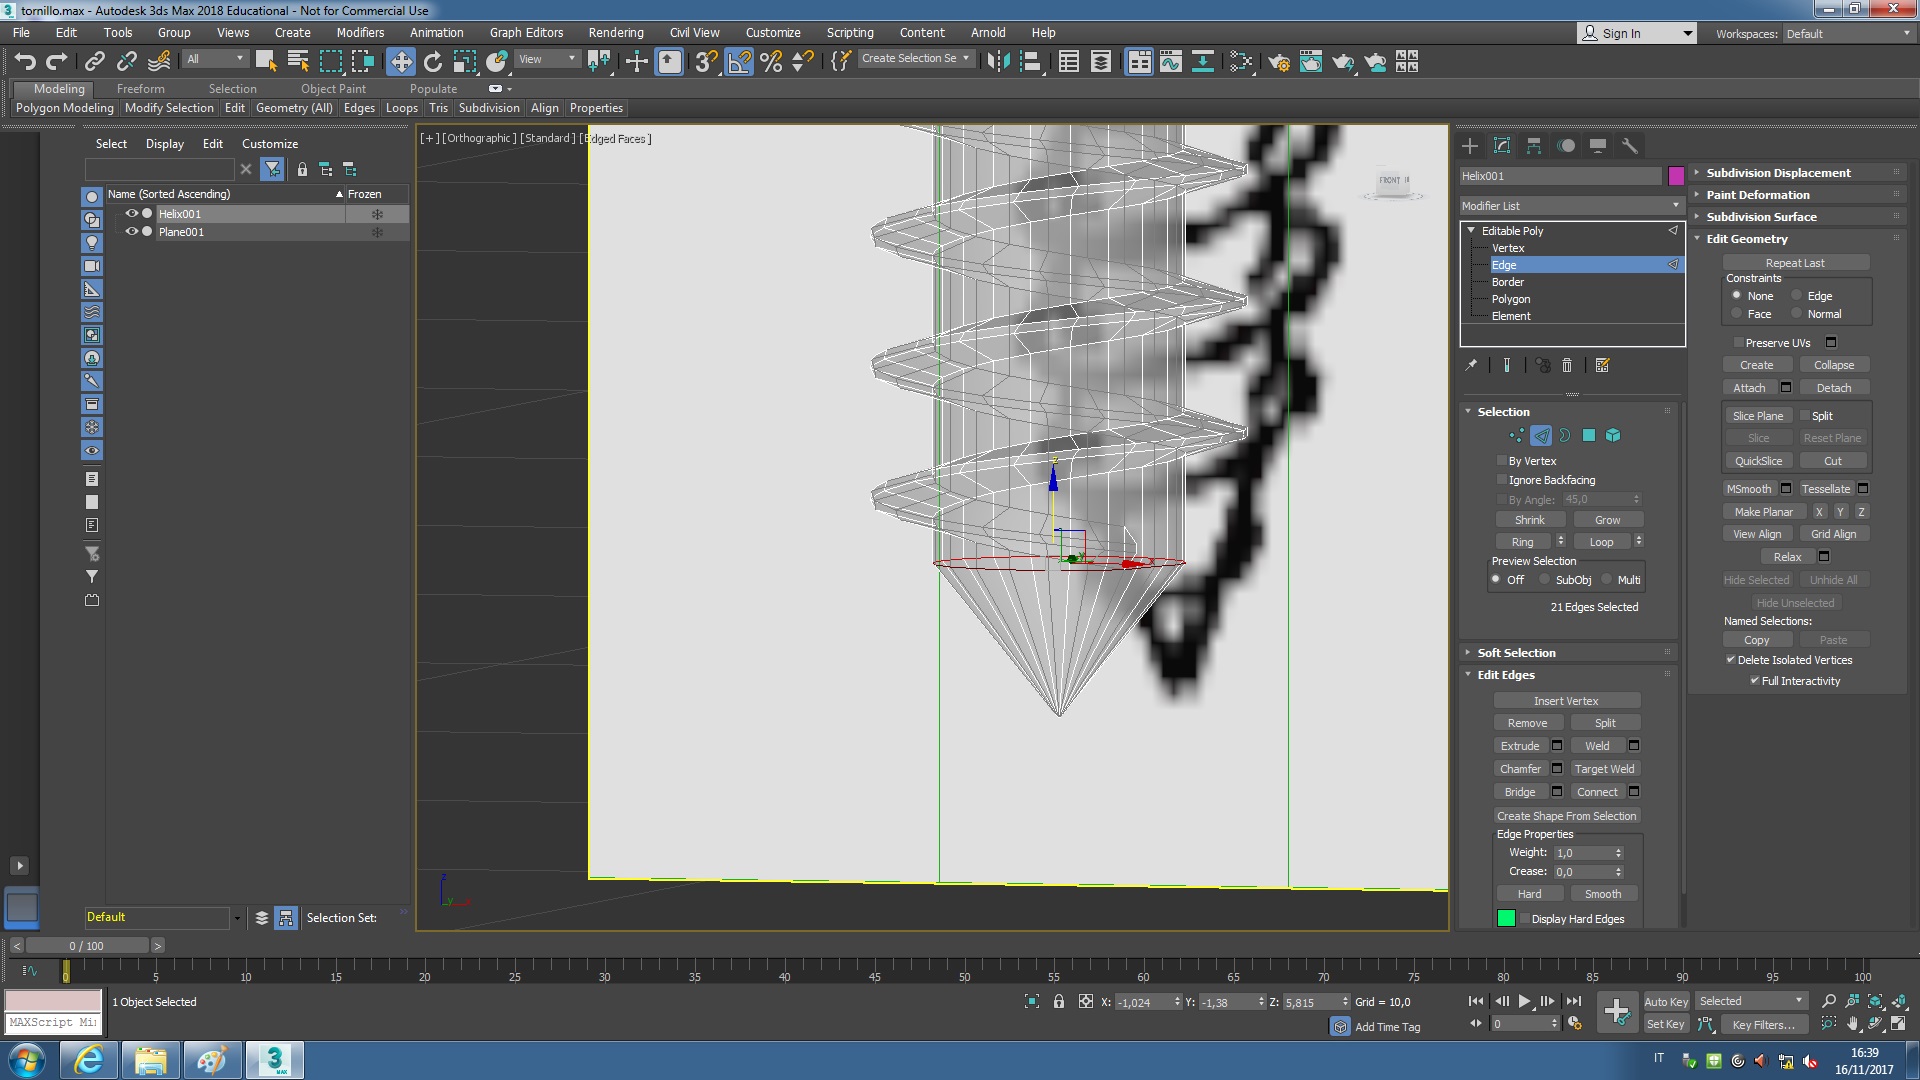 3 MAX tornillo.max - Autodesk 3ds Max 2018 Educational - Not for Commercial Use
File Edit Tools Group Views Create Modifiers Animation Graph Editors Rendering Civil View Customize Scripting Content Arnold Help
Sign In Workspaces: Default
All View Create Selection Se
Modeling Freeform Selection Object Paint Populate
Polygon Modeling Modify Selection Edit Geometry (All) Edges Loops Tris Subdivision Align Properties
Select Display Edit Customize
Name (Sorted Ascending) Frozen
Helix001
Plane001
Default Selection Set:
[+] [Orthographic] [Standard] [Edged Faces]
FRONT
z
x
y
z
y
x
Helix001
Modifier List
Editable Poly
Vertex
Edge
Border
Polygon
Element
Selection
By Vertex
Ignore Backfacing
By Angle: 45,0
Shrink Grow
Ring Loop
Preview Selection
Off SubObj Multi
21 Edges Selected
Soft Selection
Edit Edges
Insert Vertex
Remove Split
Extrude Weld
Chamfer Target Weld
Bridge Connect
Create Shape From Selection
Edge Properties
Weight: 1,0
Crease: 0,0
Hard Smooth
Display Hard Edges
Subdivision Displacement
Paint Deformation
Subdivision Surface
Edit Geometry
Repeat Last
Constraints
None Edge
Face Normal
Preserve UVs
Create Collapse
Attach Detach
Slice Plane Split
Slice Reset Plane
QuickSlice Cut
MSmooth Tessellate
Make Planar X Y Z
View Align Grid Align
Relax
Hide Selected Unhide All
Hide Unselected
Named Selections:
Copy Paste
Delete Isolated Vertices
Full Interactivity
< 0 / 100 >
0 5 10 15 20 25 30 35 40 45 50 55 60 65 70 75 80 85 90 95 100
1 Object Selected X: -1,024 Y: -1,38 Z: 5,815 Grid = 10,0 Auto Key Selected
MAXScript Mi Add Time Tag 0 Set Key Key Filters...
3 MAX
IT 16:39
16/11/2017